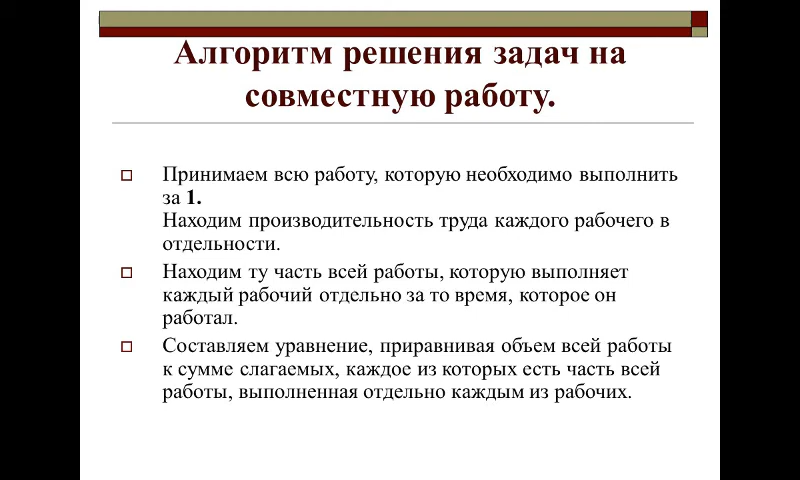 Алгоритм решения задач на
совместную работу.
Принимаем всю работу, которую необходимо выполнить
за 1.
Находим производительность труда каждого рабочего в
отдельности.
Находим ту часть всей работы, которую выполняет
каждый рабочий отдельно за то время, которое он
работал.
Составляем уравнение, приравнивая объем всей работы
к сумме слагаемых, каждое из которых есть часть всей
работы, выполненная отдельно каждым из рабочих.